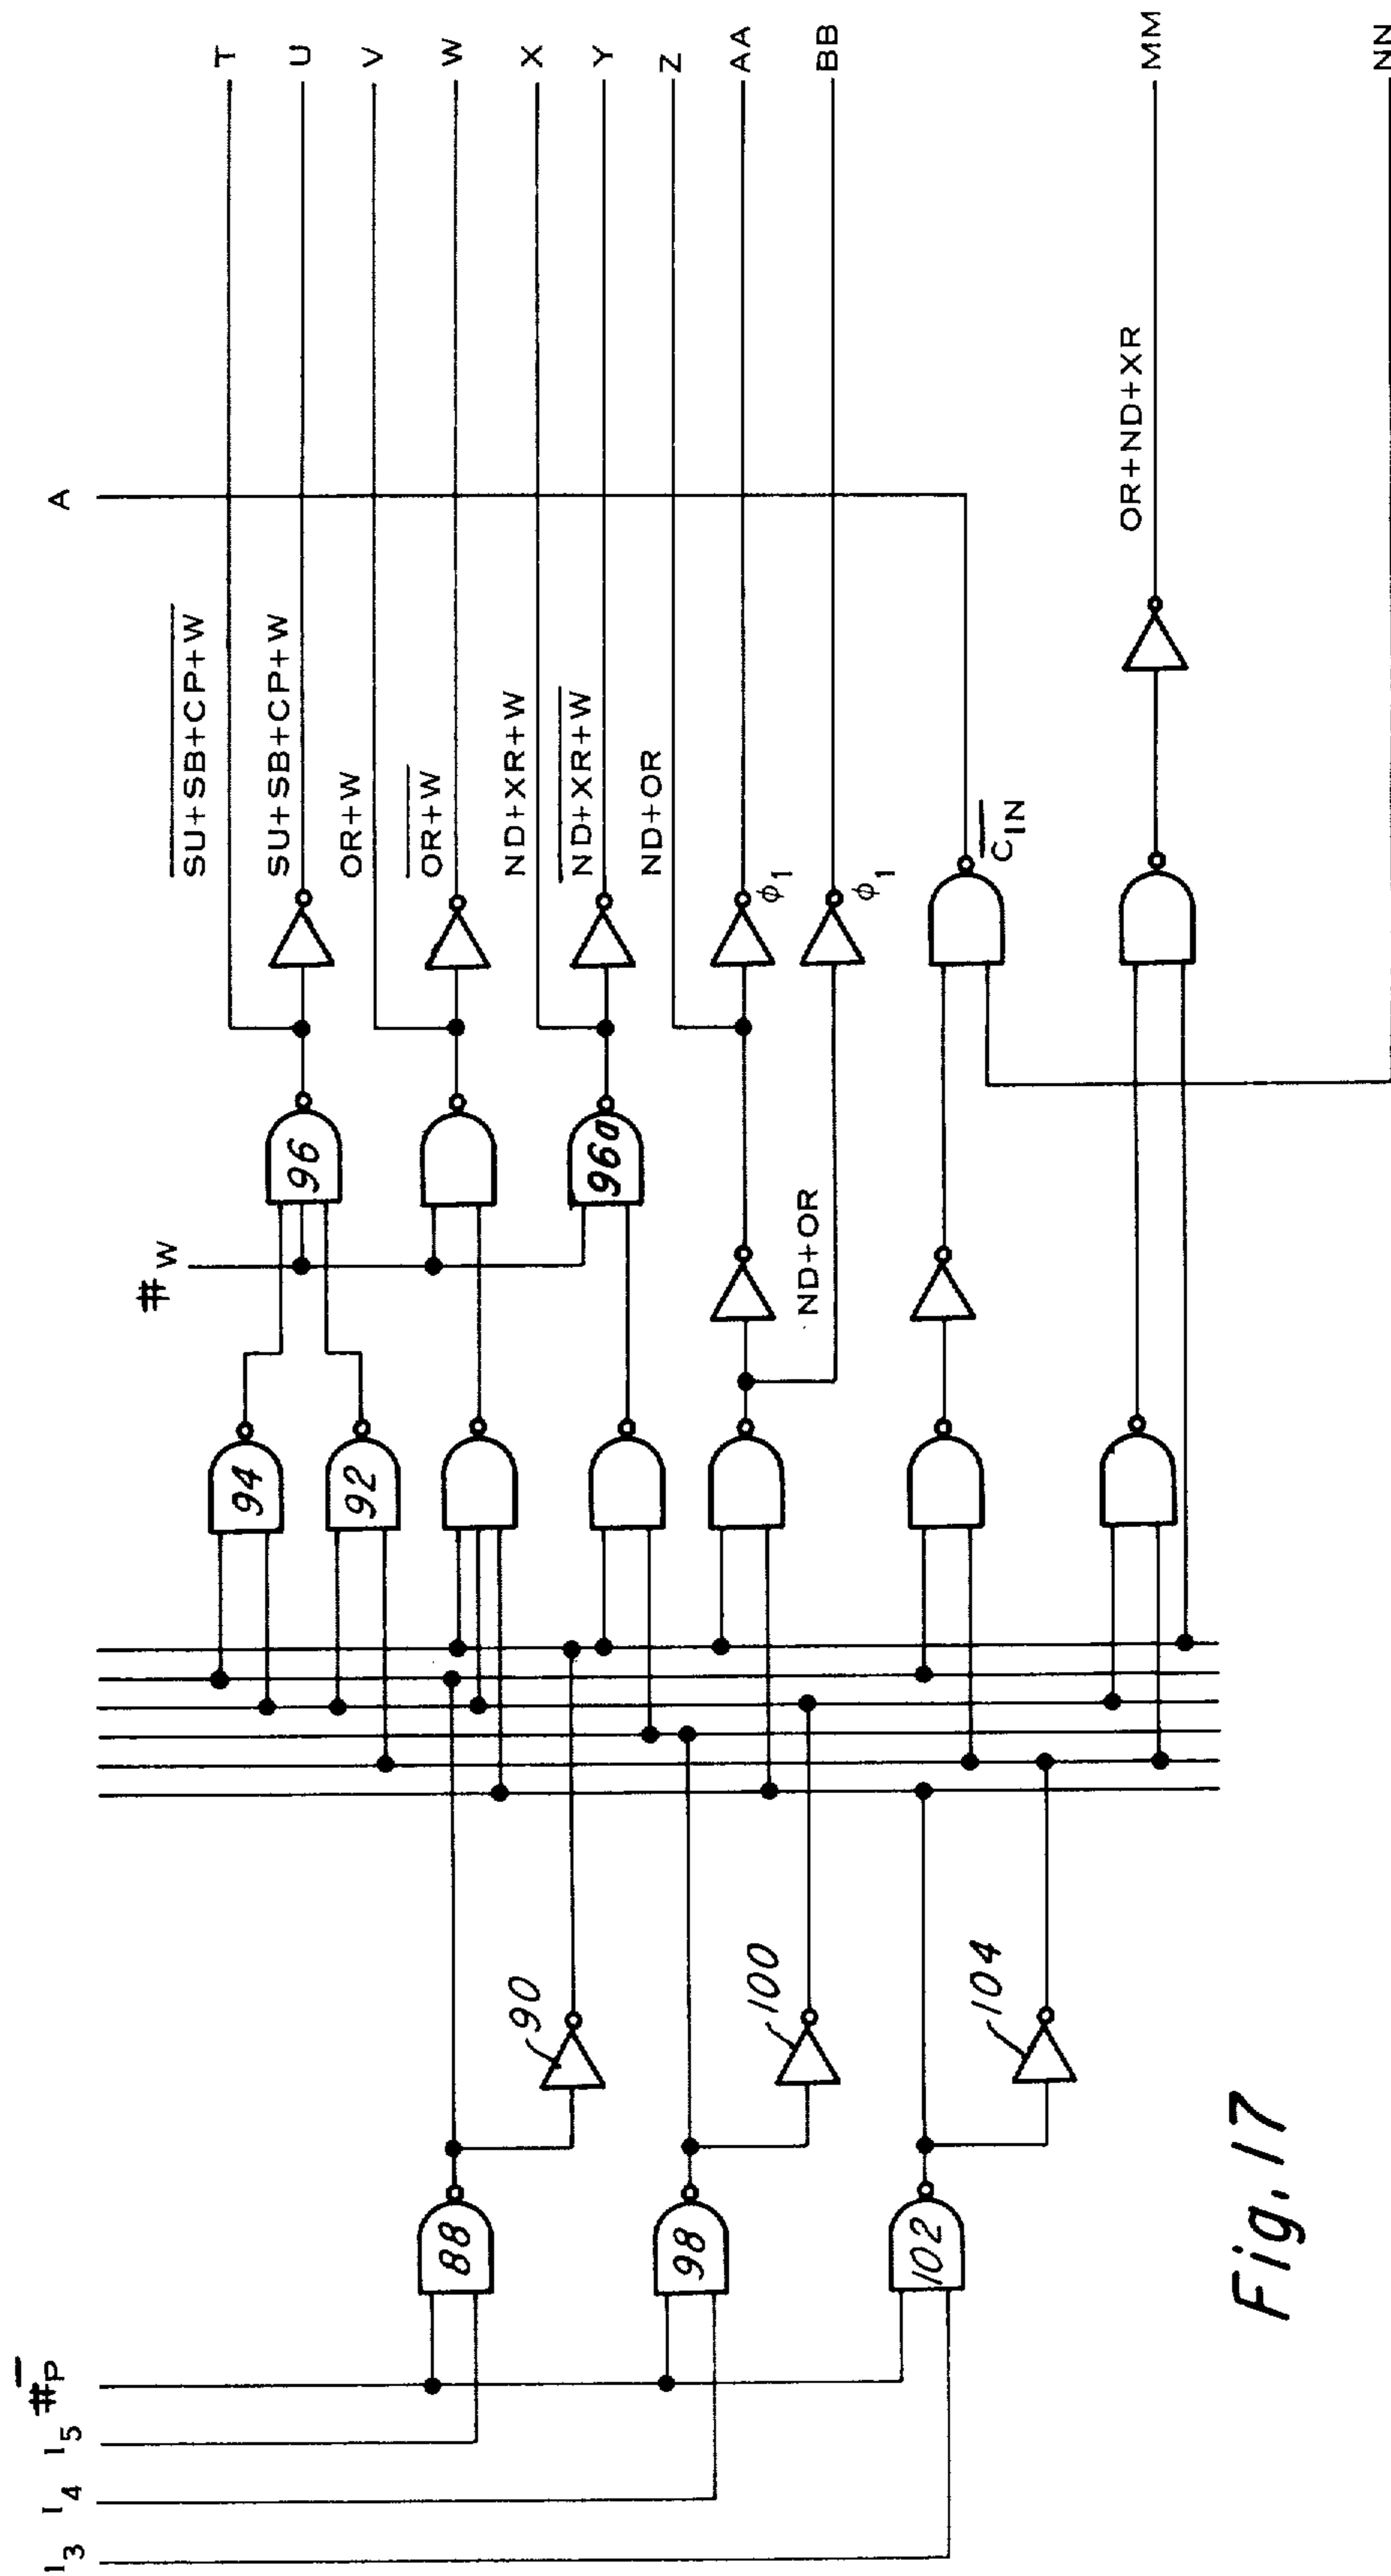 T
U
V
W
X
Y
Z
AA
BB
MM
NN
A
SU+SB+CP+W
SU+SB+CP+W
OR+W
OR+W
ND+XR+W
ND+XR+W
ND+OR
φ1
φ1
C̅IN
OR+ND+XR
#W
96
96a
ND+OR
94
92
90
100
104
88
98
102
#̅P
I5
I4
I3
Fig. 17